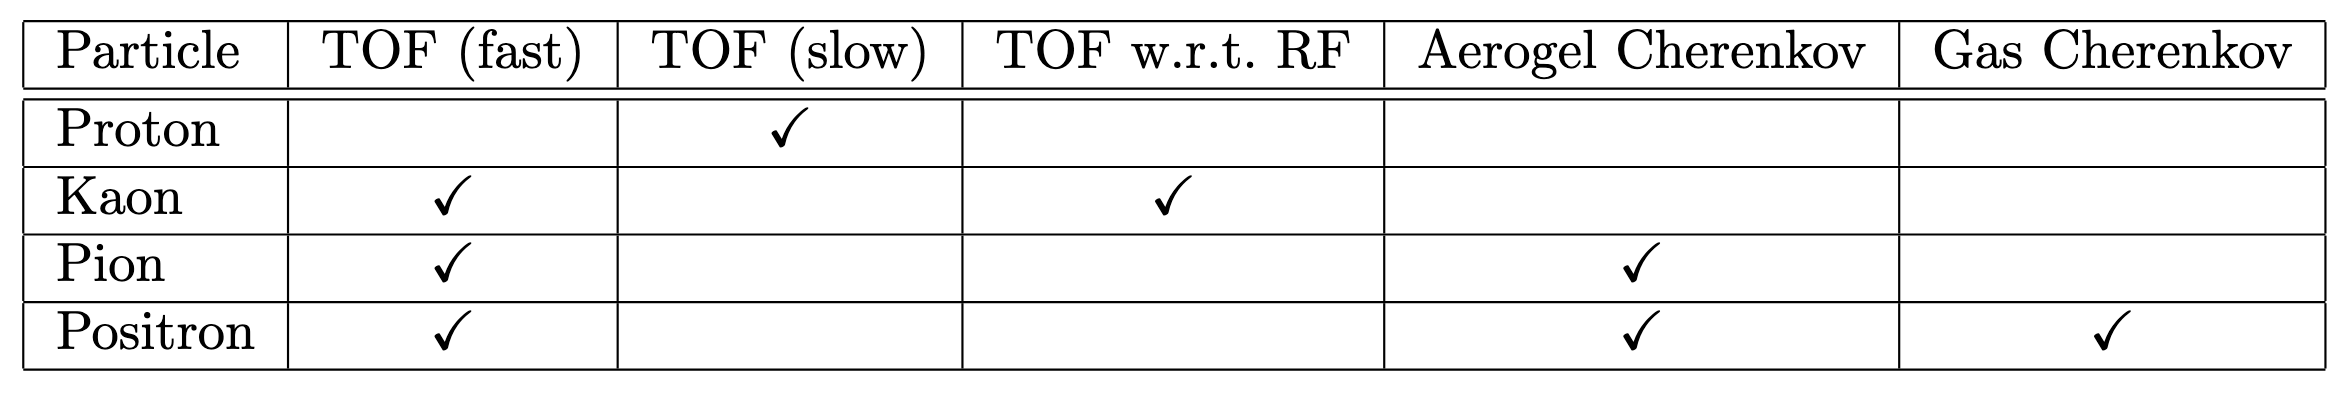 Particle TOF (fast) TOF (slow) TOF w.r.t. RF Aerogel Cherenkov Gas Cherenkov
Proton ✓
Kaon ✓ ✓
Pion ✓ ✓
Positron ✓ ✓ ✓